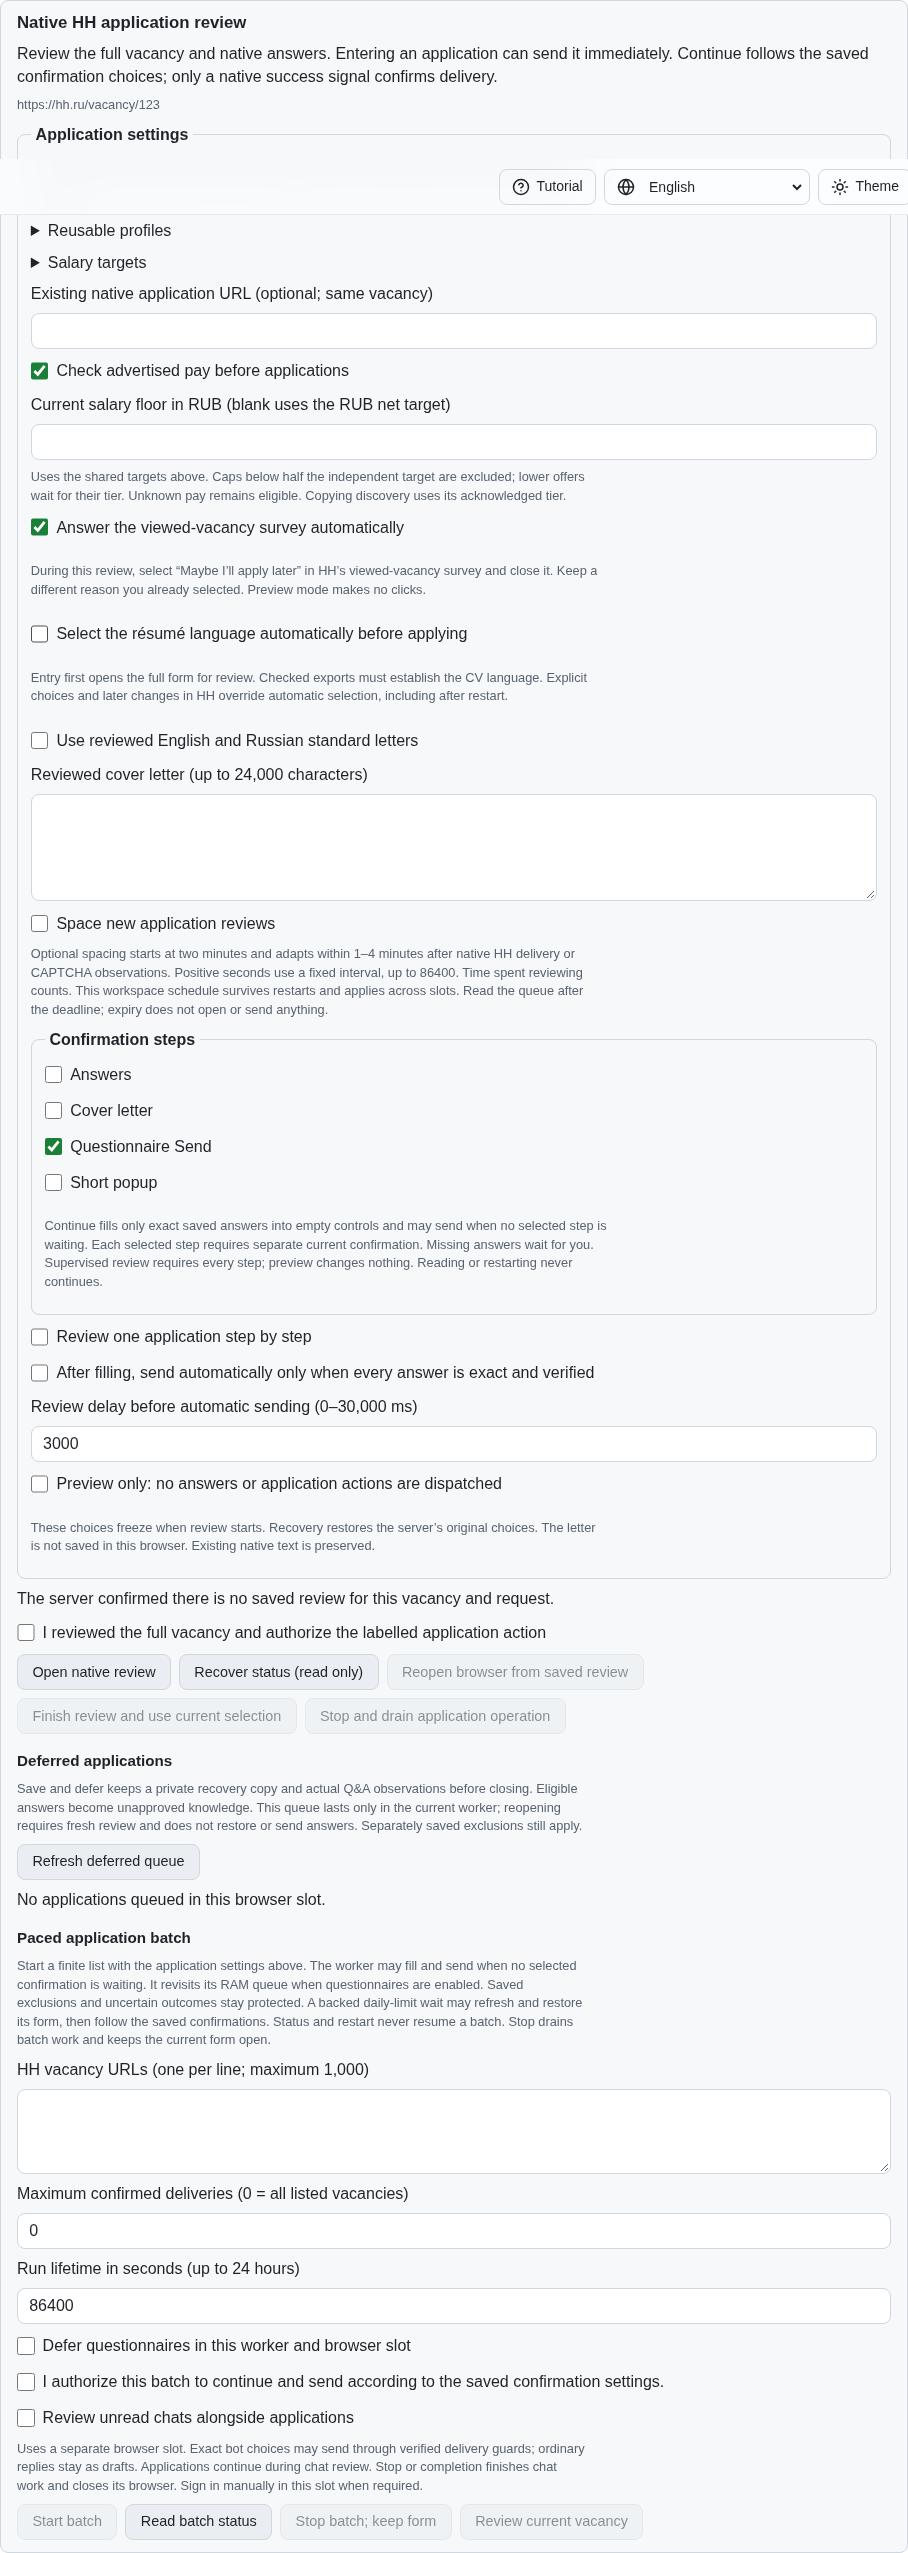 Native HH application review
Review the full vacancy and native answers. Entering an application can send it immediately. Continue follows the saved
confirmation choices; only a native success signal confirms delivery.
https://hh.ru/vacancy/123
Application settings
Tutorial
English
Theme
Reusable profiles
Salary targets
Existing native application URL (optional; same vacancy)
Check advertised pay before applications
Current salary floor in RUB (blank uses the RUB net target)
Uses the shared targets above. Caps below half the independent target are excluded; lower offers
wait for their tier. Unknown pay remains eligible. Copying discovery uses its acknowledged tier.
Answer the viewed-vacancy survey automatically
During this review, select “Maybe I’ll apply later” in HH’s viewed-vacancy survey and close it. Keep a
different reason you already selected. Preview mode makes no clicks.
Select the résumé language automatically before applying
Entry first opens the full form for review. Checked exports must establish the CV language. Explicit
choices and later changes in HH override automatic selection, including after restart.
Use reviewed English and Russian standard letters
Reviewed cover letter (up to 24,000 characters)
Space new application reviews
Optional spacing starts at two minutes and adapts within 1–4 minutes after native HH delivery or
CAPTCHA observations. Positive seconds use a fixed interval, up to 86400. Time spent reviewing
counts. This workspace schedule survives restarts and applies across slots. Read the queue after
the deadline; expiry does not open or send anything.
Confirmation steps
Answers
Cover letter
Questionnaire Send
Short popup
Continue fills only exact saved answers into empty controls and may send when no selected step is
waiting. Each selected step requires separate current confirmation. Missing answers wait for you.
Supervised review requires every step; preview changes nothing. Reading or restarting never
continues.
Review one application step by step
After filling, send automatically only when every answer is exact and verified
Review delay before automatic sending (0–30,000 ms)
3000
Preview only: no answers or application actions are dispatched
These choices freeze when review starts. Recovery restores the server’s original choices. The letter
is not saved in this browser. Existing native text is preserved.
The server confirmed there is no saved review for this vacancy and request.
I reviewed the full vacancy and authorize the labelled application action
Open native review
Recover status (read only)
Reopen browser from saved review
Finish review and use current selection
Stop and drain application operation
Deferred applications
Save and defer keeps a private recovery copy and actual Q&A observations before closing. Eligible
answers become unapproved knowledge. This queue lasts only in the current worker; reopening
requires fresh review and does not restore or send answers. Separately saved exclusions still apply.
Refresh deferred queue
No applications queued in this browser slot.
Paced application batch
Start a finite list with the application settings above. The worker may fill and send when no selected
confirmation is waiting. It revisits its RAM queue when questionnaires are enabled. Saved
exclusions and uncertain outcomes stay protected. A backed daily-limit wait may refresh and restore
its form, then follow the saved confirmations. Status and restart never resume a batch. Stop drains
batch work and keeps the current form open.
HH vacancy URLs (one per line; maximum 1,000)
Maximum confirmed deliveries (0 = all listed vacancies)
0
Run lifetime in seconds (up to 24 hours)
86400
Defer questionnaires in this worker and browser slot
I authorize this batch to continue and send according to the saved confirmation settings.
Review unread chats alongside applications
Uses a separate browser slot. Exact bot choices may send through verified delivery guards; ordinary
replies stay as drafts. Applications continue during chat review. Stop or completion finishes chat
work and closes its browser. Sign in manually in this slot when required.
Start batch
Read batch status
Stop batch; keep form
Review current vacancy